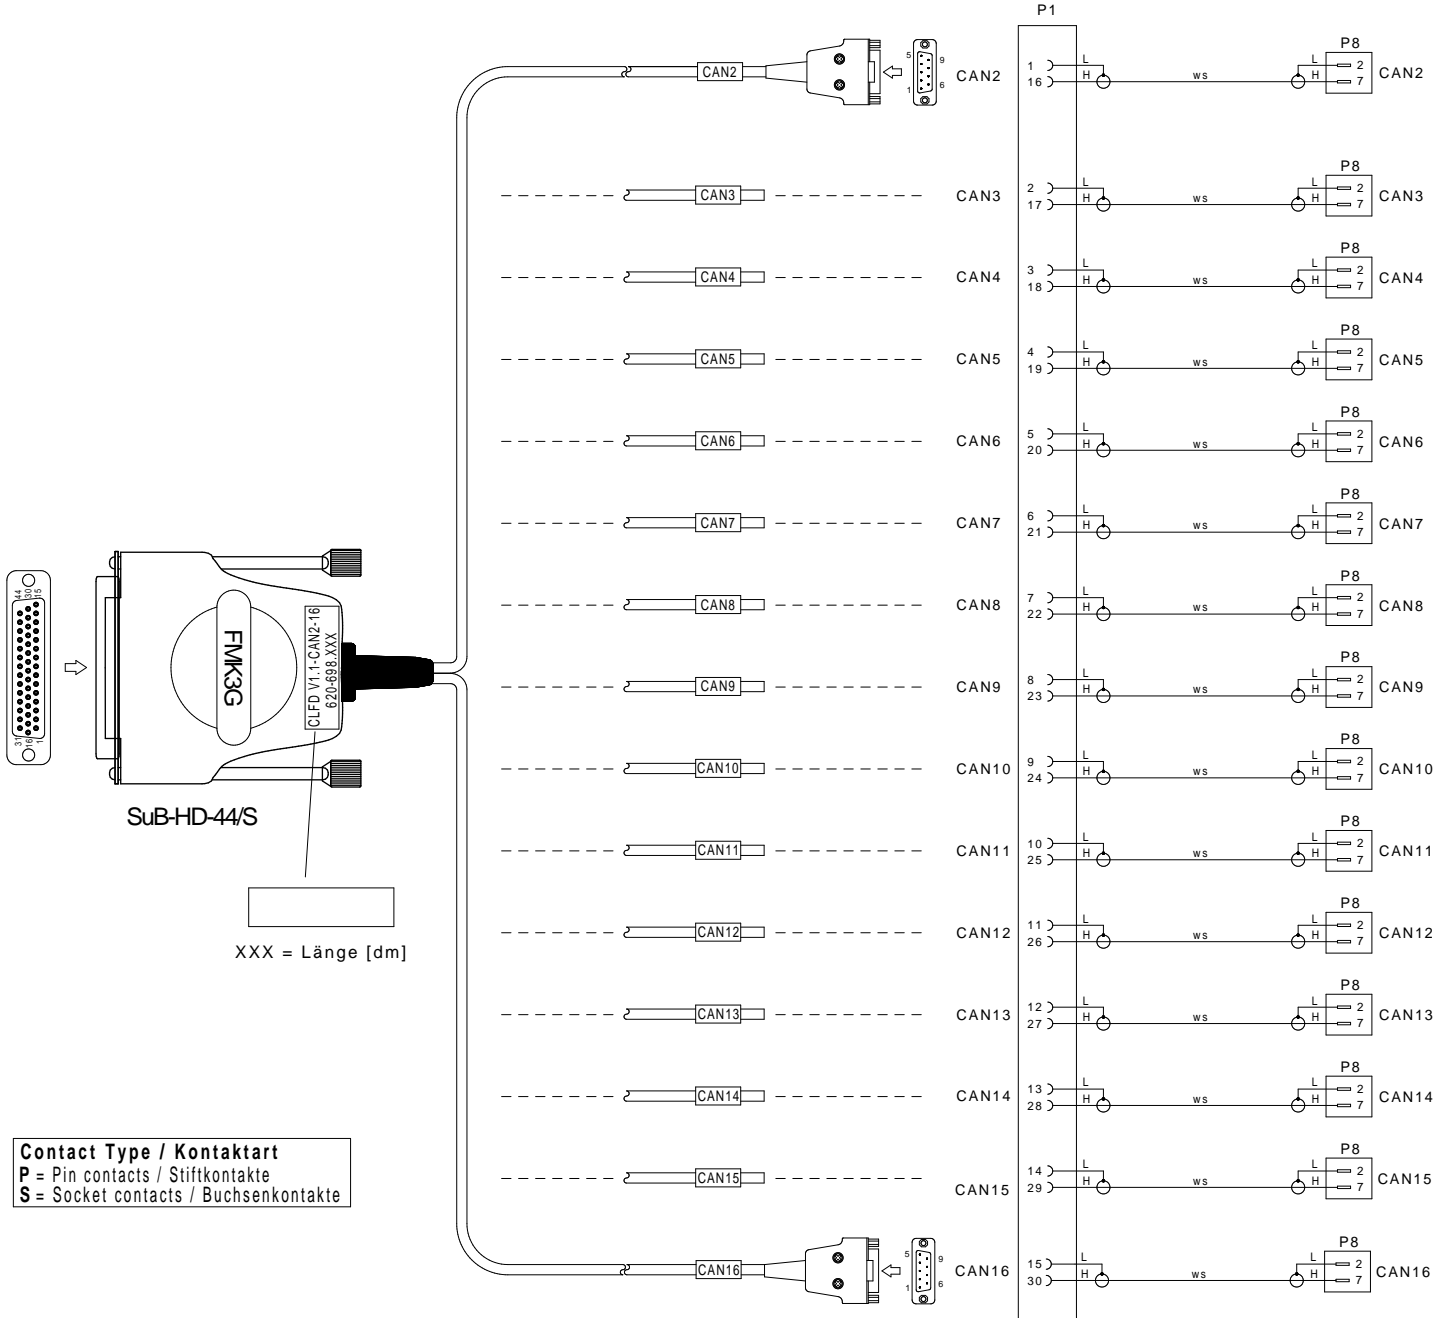 P1
CAN2
5
9
1
6
CAN2
1
16
L
H
ws
L
H
P8
2
7
CAN2
CAN3
CAN3
2
17
L
H
ws
L
H
P8
2
7
CAN3
CAN4
CAN4
3
18
L
H
ws
L
H
P8
2
7
CAN4
CAN5
CAN5
4
19
L
H
ws
L
H
P8
2
7
CAN5
CAN6
CAN6
5
20
L
H
ws
L
H
P8
2
7
CAN6
CAN7
CAN7
6
21
L
H
ws
L
H
P8
2
7
CAN7
CAN8
CAN8
7
22
L
H
ws
L
H
P8
2
7
CAN8
CAN9
CAN9
8
23
L
H
ws
L
H
P8
2
7
CAN9
CAN10
CAN10
9
24
L
H
ws
L
H
P8
2
7
CAN10
CAN11
CAN11
10
25
L
H
ws
L
H
P8
2
7
CAN11
CAN12
CAN12
11
26
L
H
ws
L
H
P8
2
7
CAN12
CAN13
CAN13
12
27
L
H
ws
L
H
P8
2
7
CAN13
CAN14
CAN14
13
28
L
H
ws
L
H
P8
2
7
CAN14
CAN15
CAN15
14
29
L
H
ws
L
H
P8
2
7
CAN15
CAN16
5
9
1
6
CAN16
15
30
L
H
ws
L
H
P8
2
7
CAN16
44
30
15
31
16
1
FMK3G
CLFD V1.1-CAN2-16
620-698.XXX
SuB-HD-44/S
XXX = Länge [dm]
Contact Type / Kontaktart
P = Pin contacts / Stiftkontakte
S = Socket contacts / Buchsenkontakte